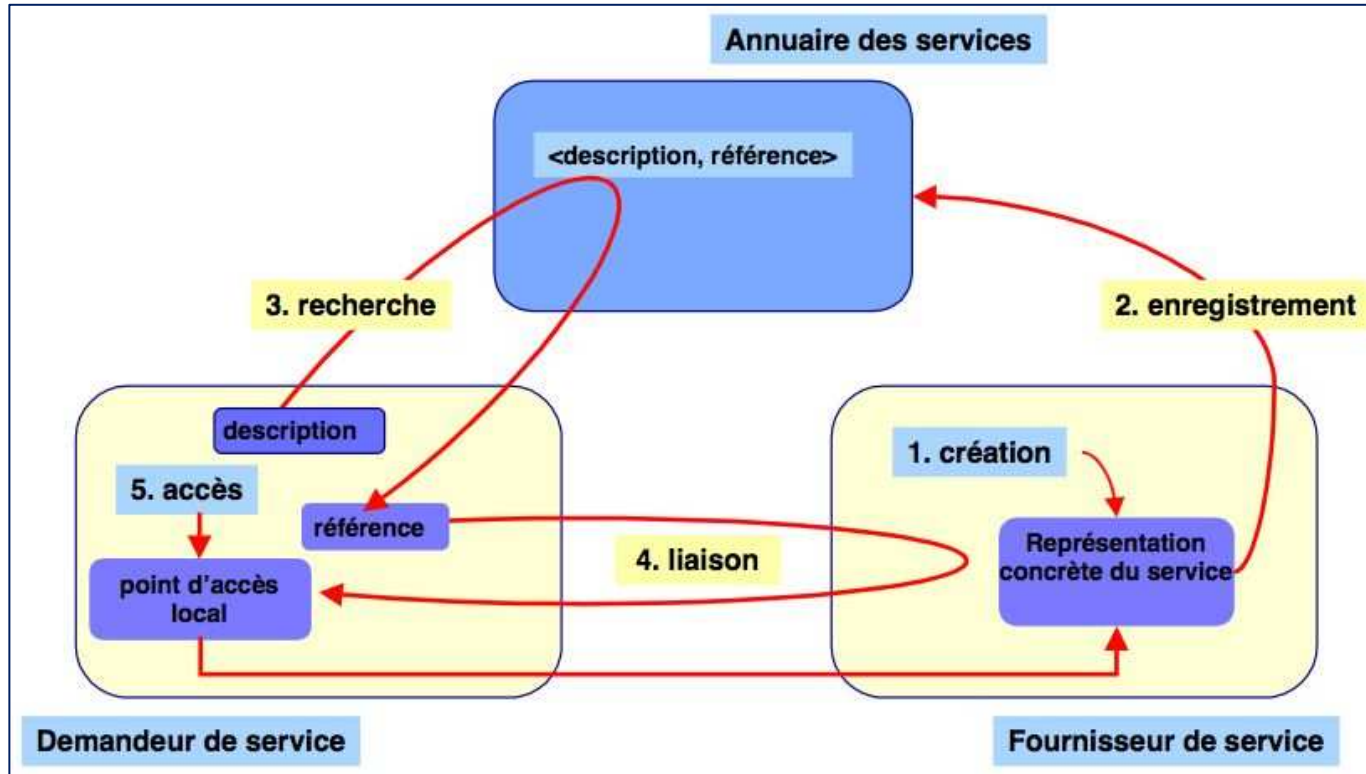 Annuaire des services
<description, référence>
3. recherche
2. enregistrement
description
1. création
5. accès
référence
4. liaison
Représentation
concrète du service
point d'accès
local
Demandeur de service
Fournisseur de service